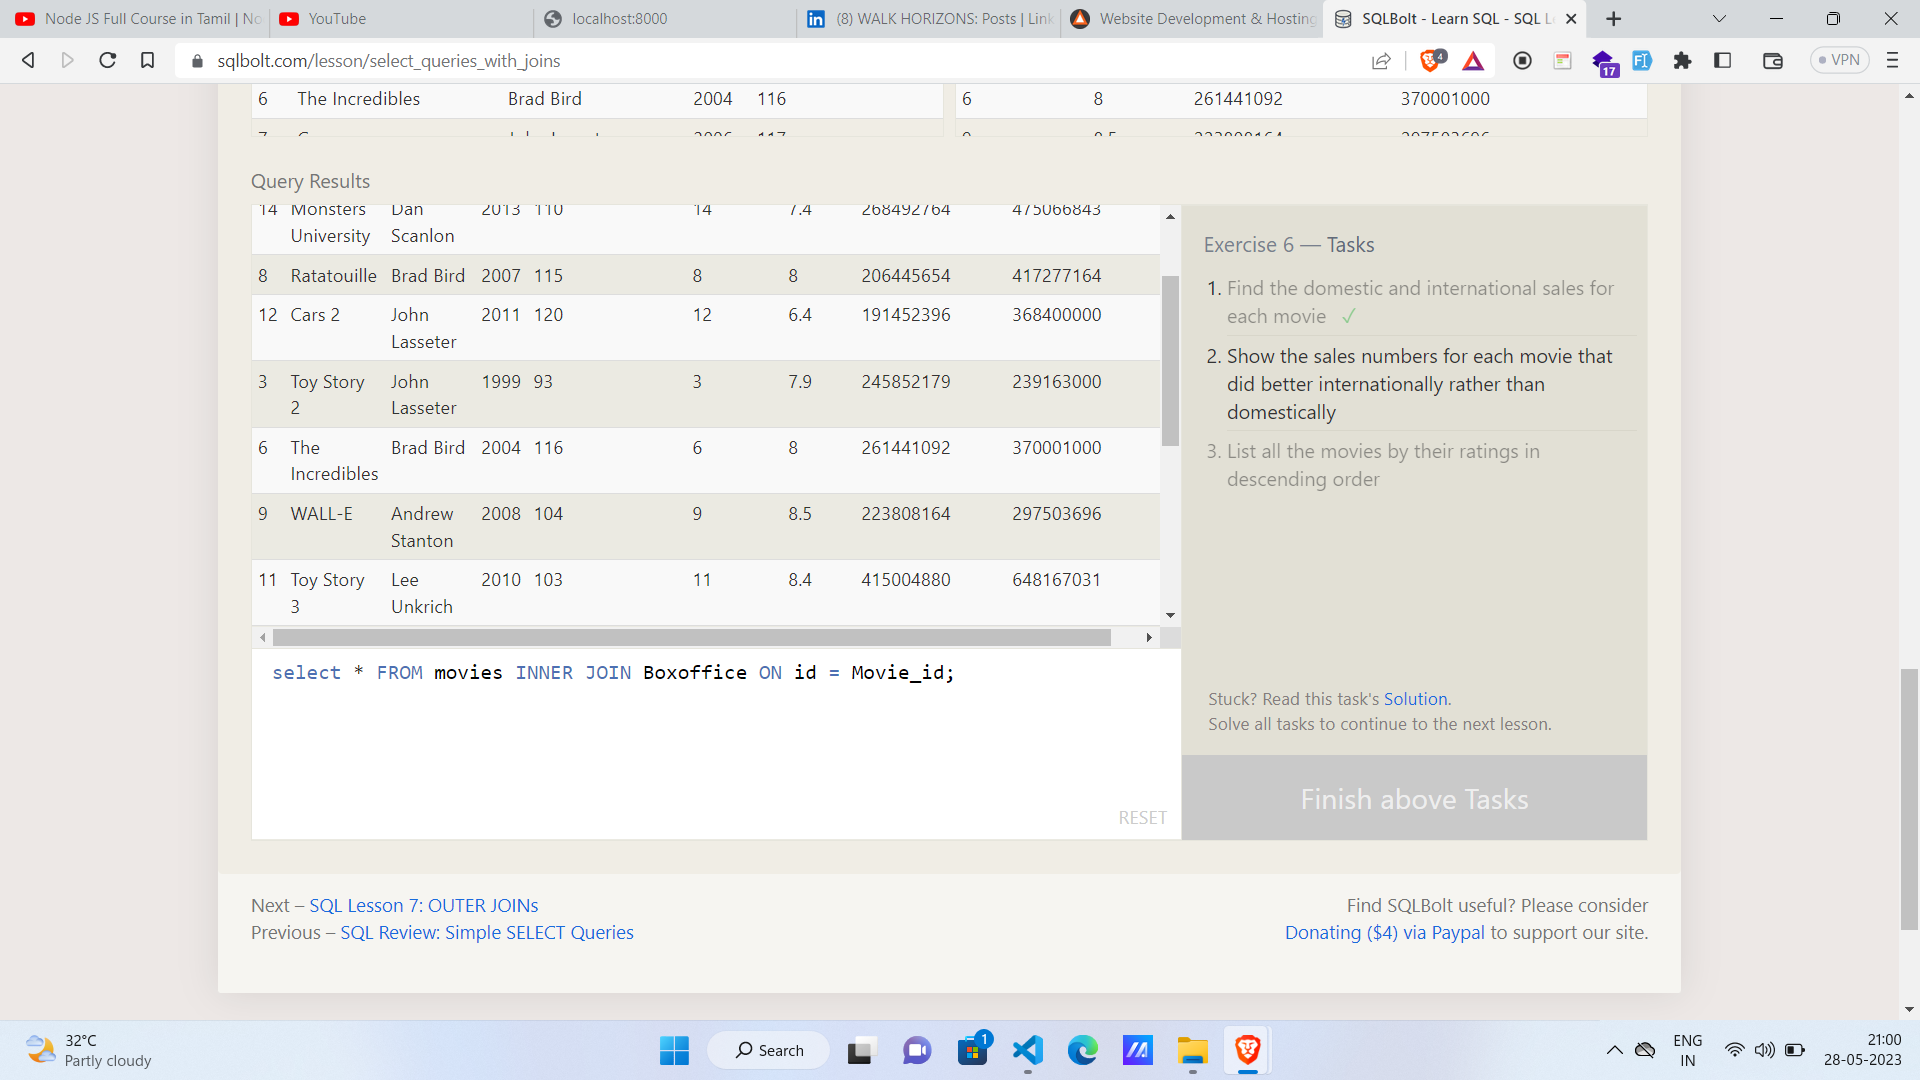 Node JS Full Course in Tamil | No
YouTube
localhost:8000
(8) WALK HORIZONS: Posts | Link
Website Development & Hosting
SQLBolt - Learn SQL - SQL L
sqlbolt.com/lesson/select_queries_with_joins
4
17
VPN
6 The Incredibles Brad Bird 2004 116
6 8 261441092 370001000
Query Results
14 Monsters University Dan Scanlon 2013 110 14 7.4 268492764 475066843
8 Ratatouille Brad Bird 2007 115 8 8 206445654 417277164
12 Cars 2 John Lasseter 2011 120 12 6.4 191452396 368400000
3 Toy Story 2 John Lasseter 1999 93 3 7.9 245852179 239163000
6 The Incredibles Brad Bird 2004 116 6 8 261441092 370001000
9 WALL-E Andrew Stanton 2008 104 9 8.5 223808164 297503696
11 Toy Story 3 Lee Unkrich 2010 103 11 8.4 415004880 648167031
select * FROM movies INNER JOIN Boxoffice ON id = Movie_id;
RESET
Exercise 6 — Tasks
1. Find the domestic and international sales for
each movie ✓
2. Show the sales numbers for each movie that
did better internationally rather than
domestically
3. List all the movies by their ratings in
descending order
Stuck? Read this task's Solution.
Solve all tasks to continue to the next lesson.
Finish above Tasks
Next – SQL Lesson 7: OUTER JOINs
Previous – SQL Review: Simple SELECT Queries
Find SQLBolt useful? Please consider
Donating ($4) via Paypal to support our site.
32°C
Partly cloudy
Search
1
ENG
IN
21:00
28-05-2023